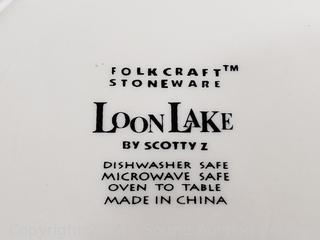 FOLKCRAFT™
STONEWARE
LOON LAKE
BY SCOTTY Z
DISHWASHER SAFE
MICROWAVE SAFE
OVEN TO TABLE
MADE IN CHINA